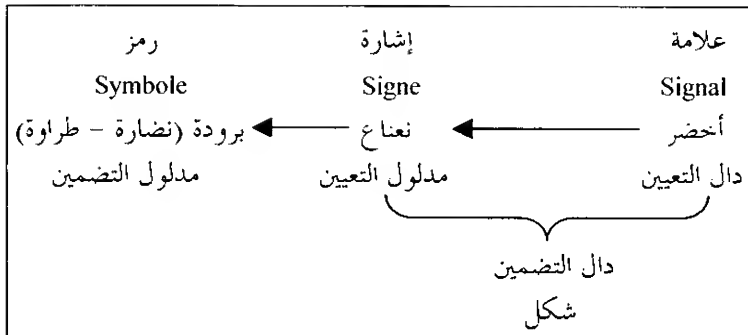 علامة إشارة رمز
Signal Signe Symbole
أخضر نعناع برودة (نضارة - طراوة)
دال التعيين مدلول التعيين مدلول التضمين
دال التضمين
شكل